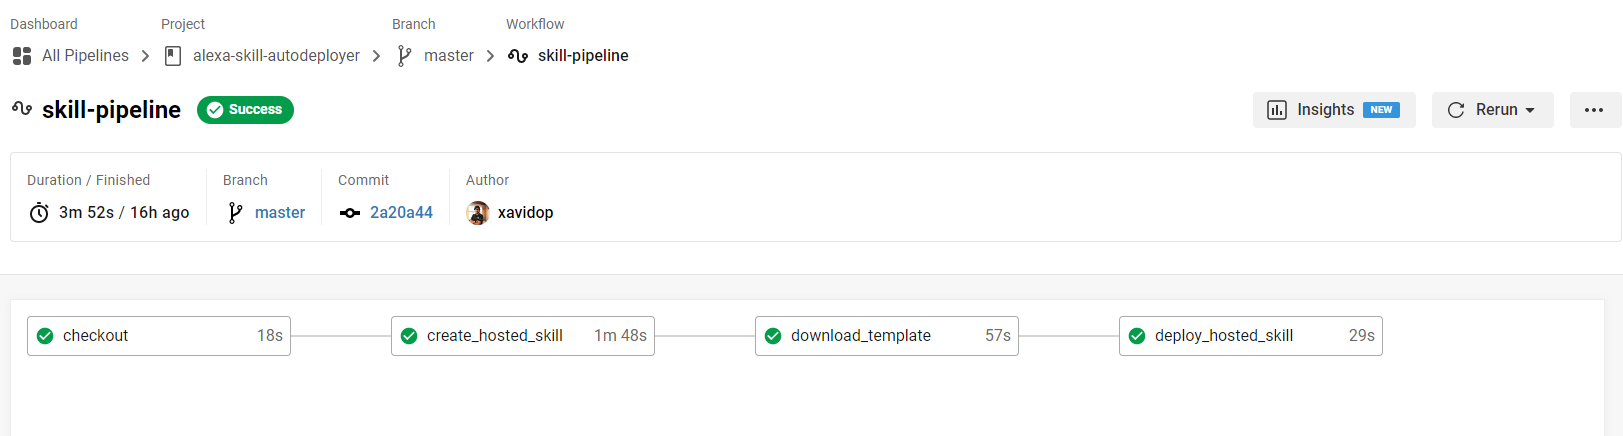 Dashboard Project Branch Workflow
All Pipelines alexa-skill-autodeployer master skill-pipeline
skill-pipeline Success Insights NEW Rerun
Duration / Finished Branch Commit Author
3m 52s / 16h ago master 2a20a44 xavidop
checkout 18s create_hosted_skill 1m 48s download_template 57s deploy_hosted_skill 29s